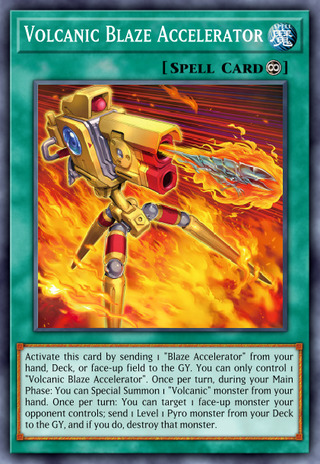 Volcanic Blaze Accelerator
魔
[Spell Card]
Activate this card by sending 1 "Blaze Accelerator" from your
hand, Deck, or face-up field to the GY. You can only control 1
"Volcanic Blaze Accelerator". Once per turn, during your Main
Phase: You can Special Summon 1 "Volcanic" monster from your
hand. Once per turn: You can target 1 face-up monster your
opponent controls; send 1 Level 1 Pyro monster from your Deck
to the GY, and if you do, destroy that monster.